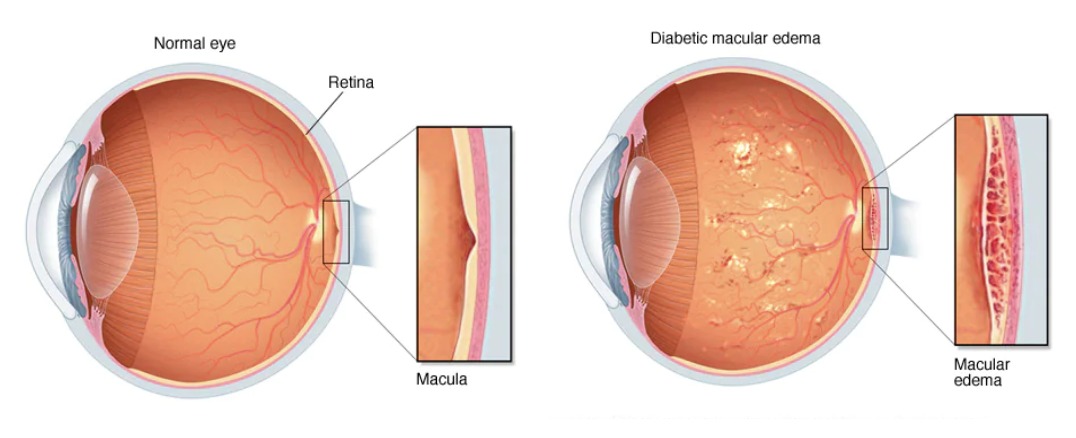 Normal eye
Retina
Macula
Diabetic macular edema
Macular
edema